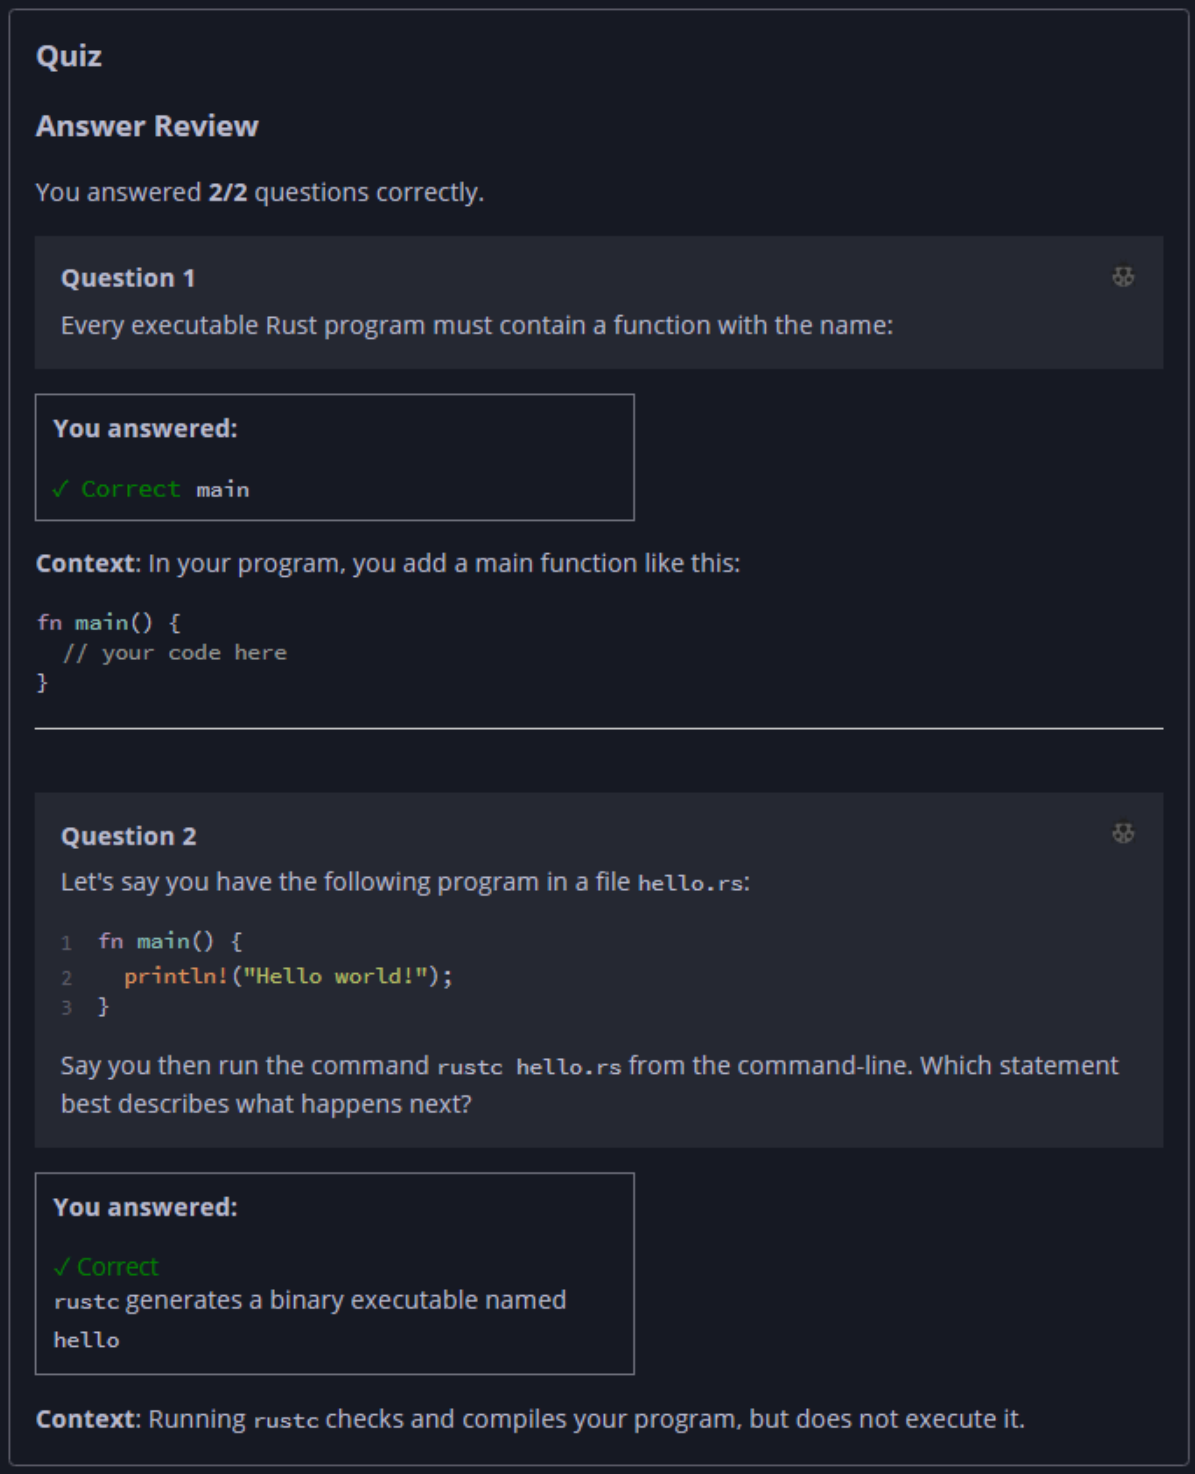 Quiz
Answer Review
You answered 2/2 questions correctly.
Question 1
Every executable Rust program must contain a function with the name:
You answered:
✓ Correct main
Context: In your program, you add a main function like this:
fn main() {
  // your code here
}
Question 2
Let's say you have the following program in a file hello.rs:
1 fn main() {
2   println!("Hello world!");
3 }
Say you then run the command rustc hello.rs from the command-line. Which statement
best describes what happens next?
You answered:
✓ Correct
rustc generates a binary executable named
hello
Context: Running rustc checks and compiles your program, but does not execute it.